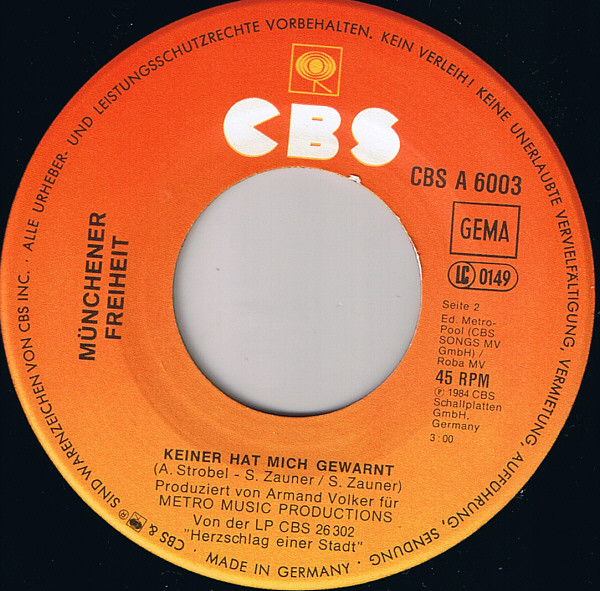 ALLE URHEBER- UND LEISTUNGSSCHUTZRECHTE VORBEHALTEN. KEIN VERLEIH! KEINE UNERLAUBTE VERVIELFÄLTIGUNG, VERMIETUNG, AUFFÜHRUNG, SENDUNG
CBS
CBS A 6003
GEMA
LC 0149
MÜNCHENER
FREIHEIT
Seite 2
Ed. Metro-
Pool (CBS
SONGS MV
GmbH) /
Roba MV
45 RPM
℗ 1984 CBS
Schallplatten
GmbH,
Germany
3:00
KEINER HAT MICH GEWARNT
(A. Strobel - S. Zauner / S. Zauner)
Produziert von Armand Volker für
METRO MUSIC PRODUCTIONS
Von der LP CBS 26 302
"Herzschlag einer Stadt"
CBS & ® SIND WARENZEICHEN VON CBS INC. · MADE IN GERMANY ·